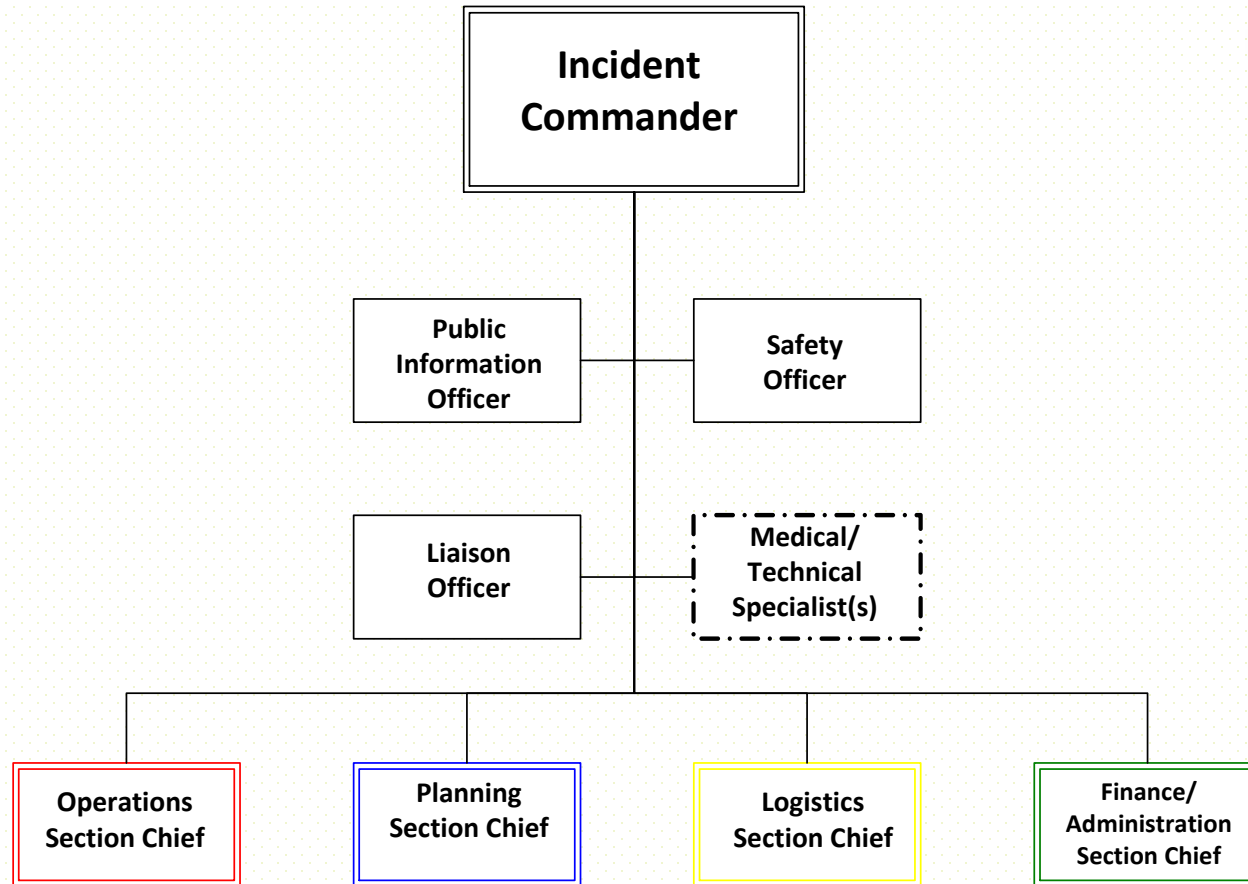 Incident
Commander
Public
Information
Officer
Safety
Officer
Liaison
Officer
Medical/
Technical
Specialist(s)
Operations
Section Chief
Planning
Section Chief
Logistics
Section Chief
Finance/
Administration
Section Chief